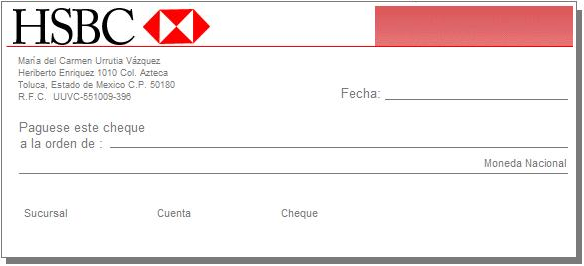 HSBC
María del Carmen Urrutia Vázquez
Heriberto Enriquez 1010 Col. Azteca
Toluca, Estado de Mexico C.P. 50180
R.F.C. UUVC-551009-396
Fecha:
Paguese este cheque
a la orden de :
Moneda Nacional
Sucursal Cuenta Cheque